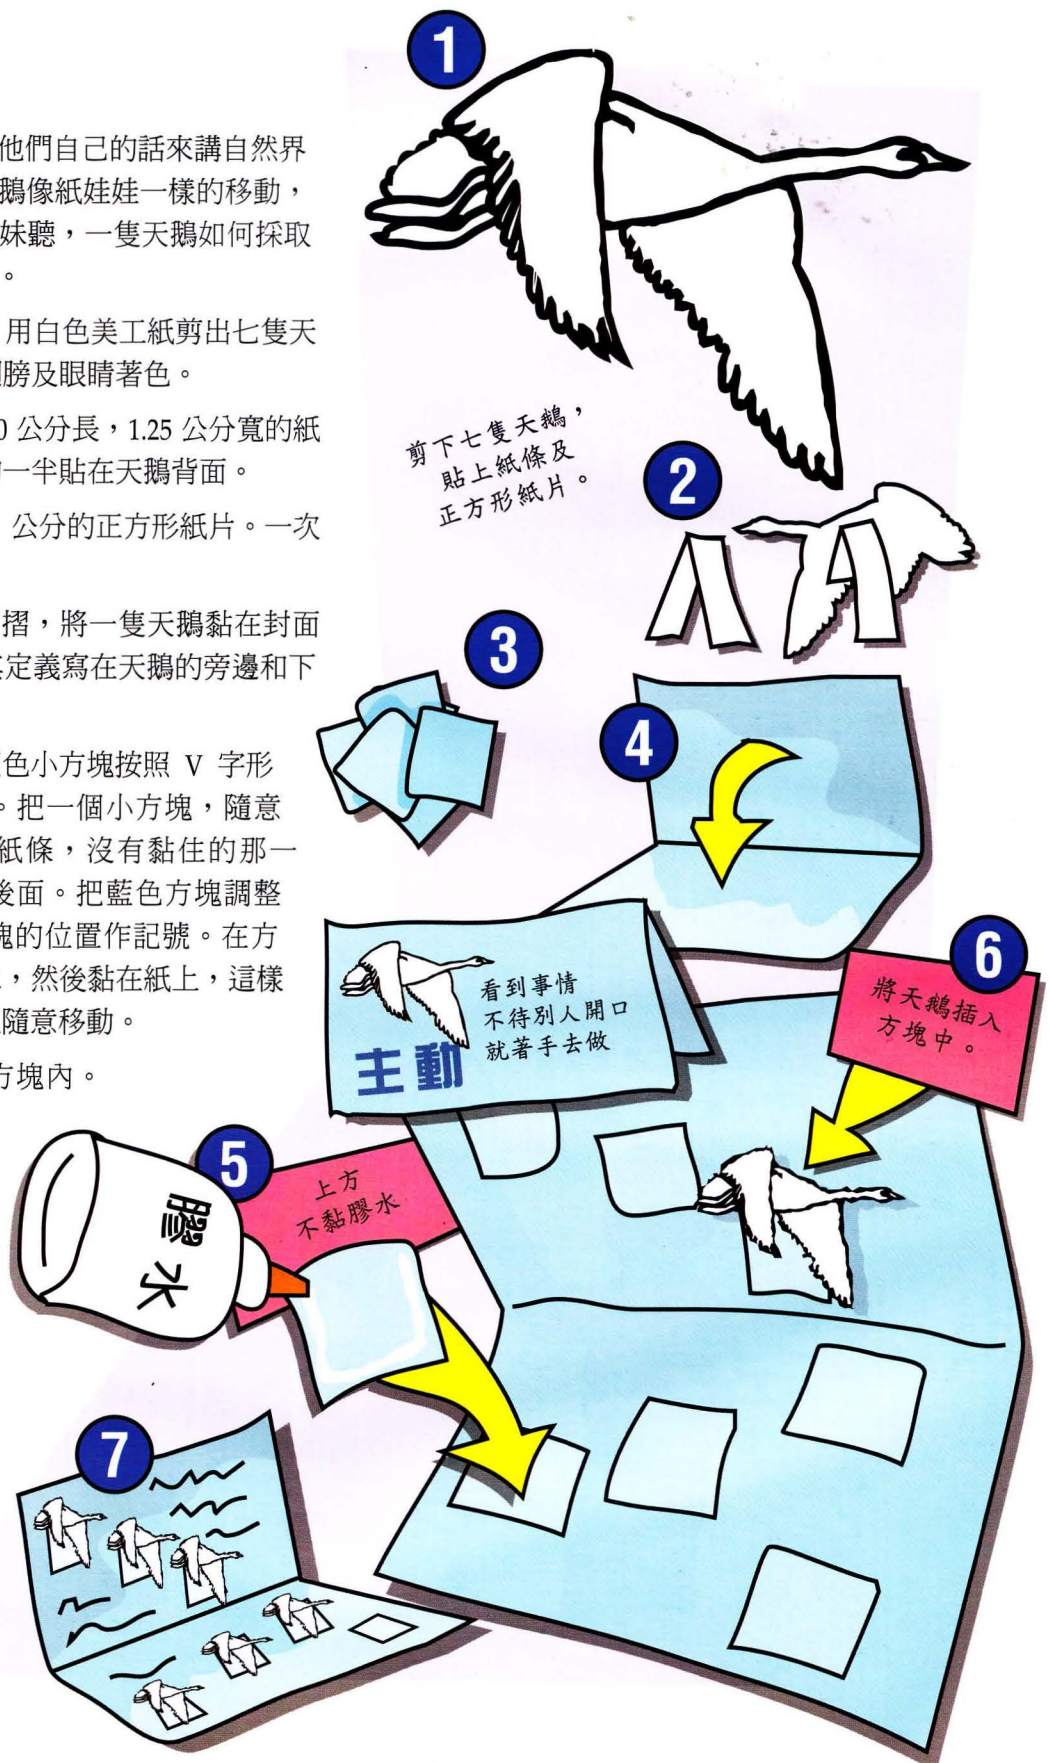 他們自己的話來講自然界
鵝像紙娃娃一樣的移動，
妹聽，一隻天鵝如何採取
。
用白色美工紙剪出七隻天
膀及眼睛著色。
0 公分長，1.25 公分寬的紙
一半貼在天鵝背面。
公分的正方形紙片。一次
摺，將一隻天鵝黏在封面
定義寫在天鵝的旁邊和下
色小方塊按照 V 字形
。把一個小方塊，隨意
紙條，沒有黏住的那一
後面。把藍色方塊調整
塊的位置作記號。在方
，然後黏在紙上，這樣
隨意移動。
方塊內。
1
剪下七隻天鵝，
貼上紙條及
正方形紙片。
2
3
4
看到事情
不待別人開口
就著手去做
主動
6
將天鵝插入
方塊中。
5
上方
不黏膠水
膠水
7